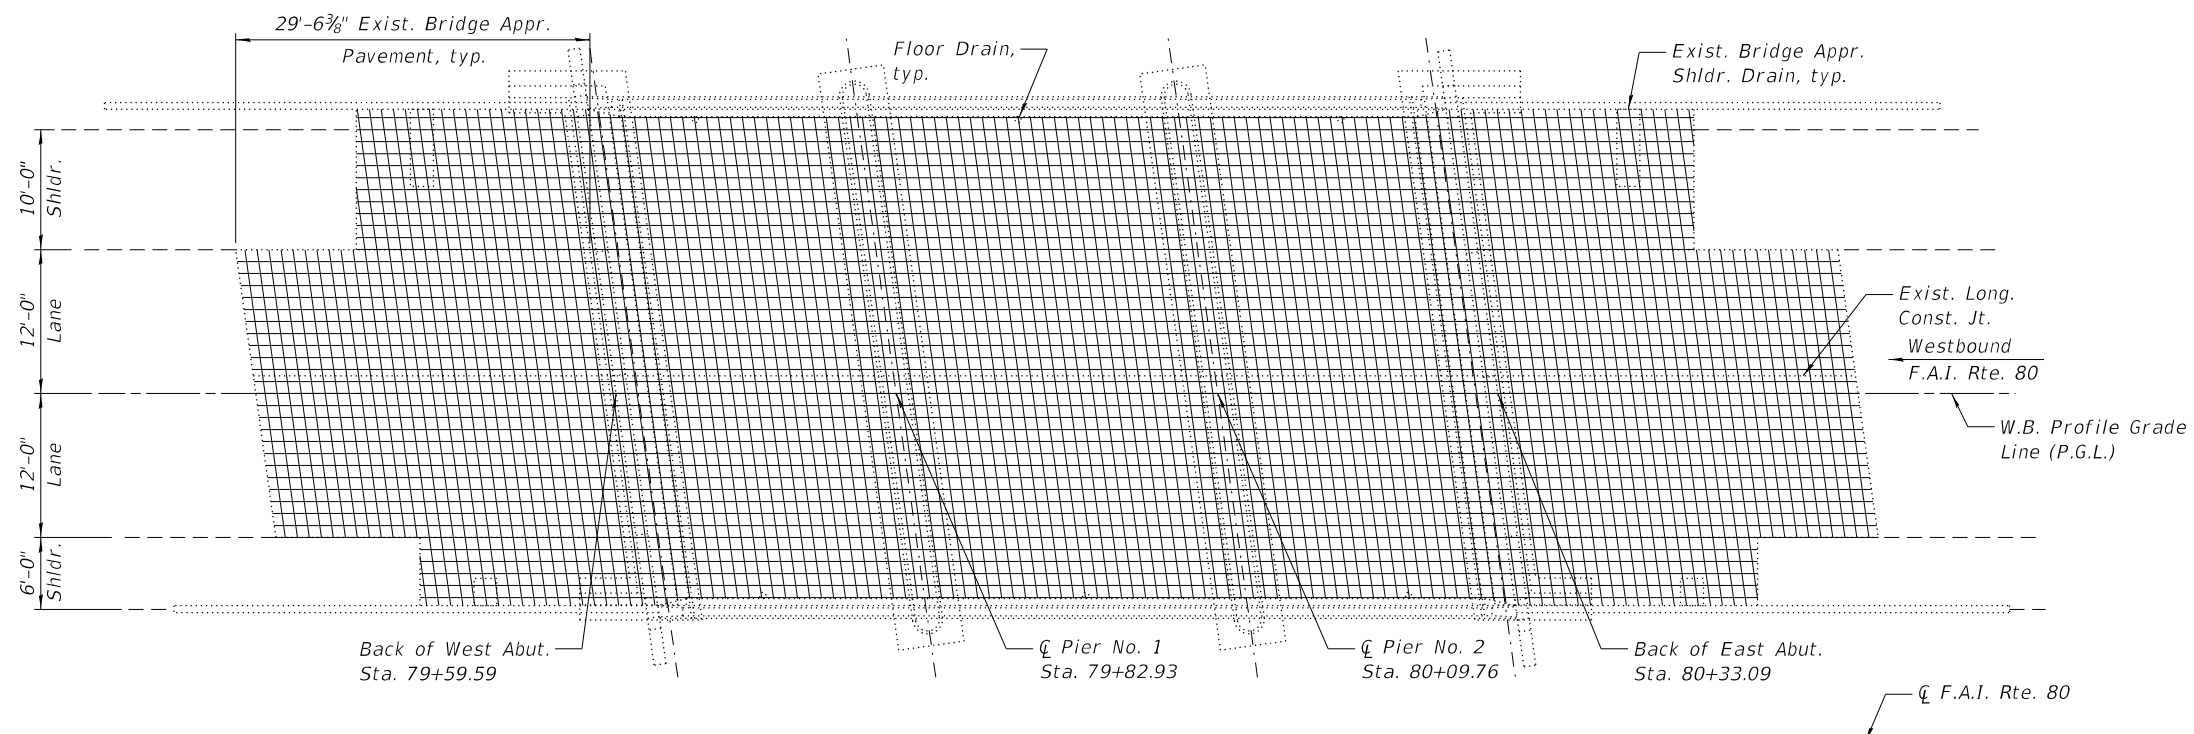 29'-6⅜" Exist. Bridge Appr.
Pavement, typ.
Floor Drain,
typ.
Exist. Bridge Appr.
Shldr. Drain, typ.
10'-0"
Shldr.
12'-0"
Lane
12'-0"
Lane
6'-0"
Shldr.
Exist. Long.
Const. Jt.
Westbound
F.A.I. Rte. 80
W.B. Profile Grade
Line (P.G.L.)
Back of West Abut.
Sta. 79+59.59
℄ Pier No. 1
Sta. 79+82.93
℄ Pier No. 2
Sta. 80+09.76
Back of East Abut.
Sta. 80+33.09
℄ F.A.I. Rte. 80